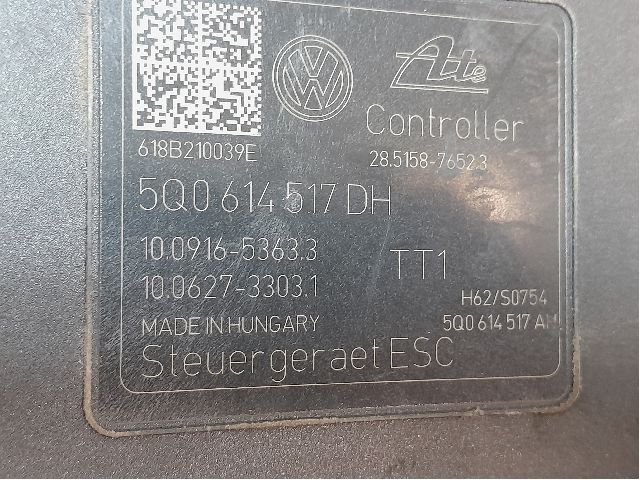 VW Ate
Controller
618B210039E 28.5158-7652.3
5Q0 614 517 DH
10.0916-5363.3 TT1
10.0627-3303.1
H62/S0754
MADE IN HUNGARY 5Q0 614 517 AH
Steuergeraet ESC